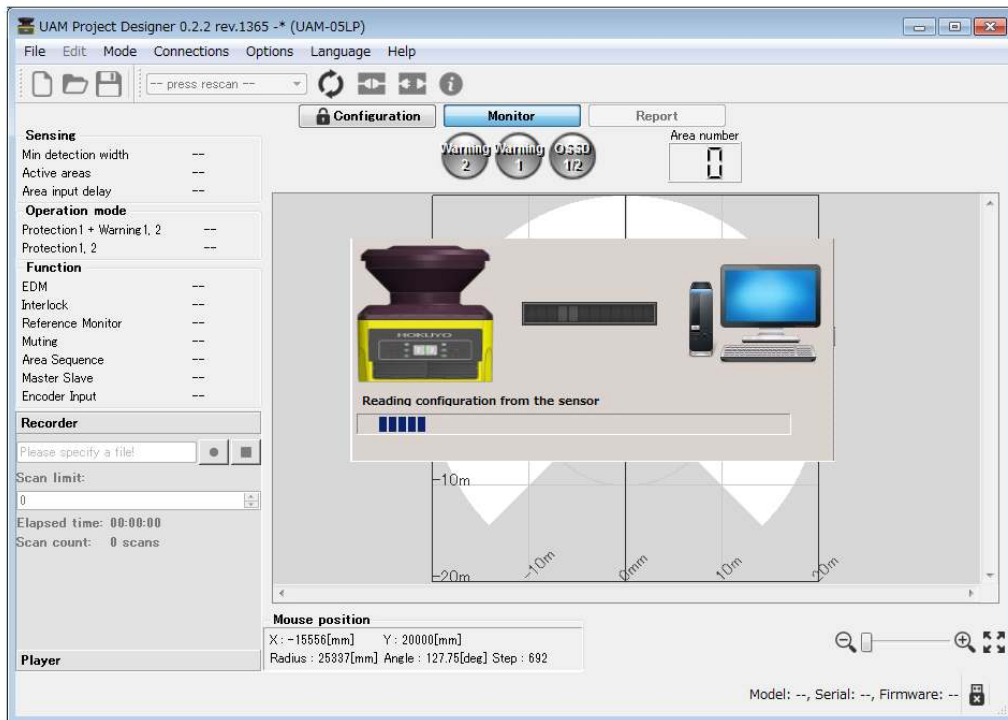 UAM Project Designer 0.2.2 rev.1365 -* (UAM-05LP)
File Edit Mode Connections Options Language Help
-- press rescan --
Configuration Monitor Report
Sensing
Min detection width --
Active areas --
Area input delay --
Operation mode
Protection1 + Warning1, 2 --
Protection1, 2 --
Function
EDM --
Interlock --
Reference Monitor --
Muting --
Area Sequence --
Master Slave --
Encoder Input --
Recorder
Please specify a file!
Scan limit:
0
Elapsed time: 00:00:00
Scan count: 0 scans
Player
Warning 2
Warning 1
OSSD 1/2
Area number
0
HOKUYO
Reading configuration from the sensor
-10m
-20m
-10m
0mm
10m
20m
Mouse position
X : -15556[mm] Y : 20000[mm]
Radius : 25337[mm] Angle : 127.75[deg] Step : 692
Model: --, Serial: --, Firmware: --